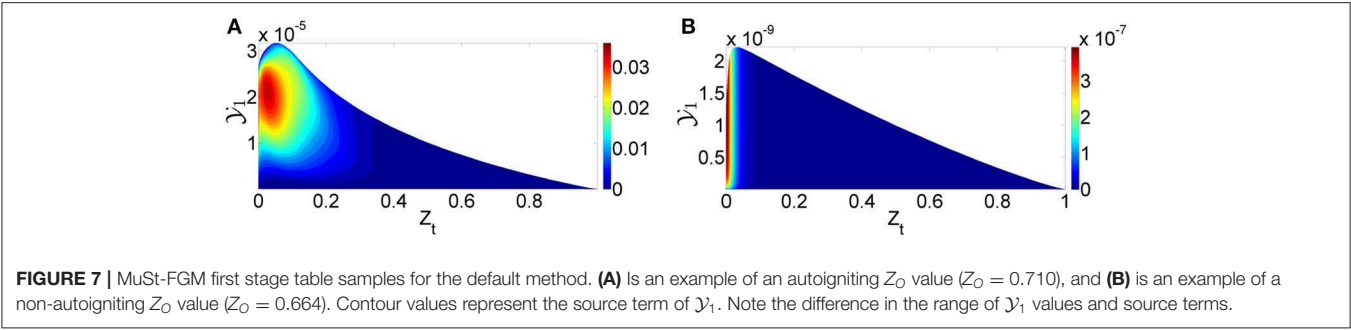 A
x 10⁻⁵
3
2
1
𝒴₁
0
0.2
0.4
0.6
0.8
Z_t
0.03
0.02
0.01
0
B
x 10⁻⁹
2
1.5
1
0.5
𝒴₁
0
0.2
0.4
0.6
0.8
1
Z_t
x 10⁻⁷
3
2
1
0
FIGURE 7 | MuSt-FGM first stage table samples for the default method. (A) Is an example of an autoigniting Z_O value (Z_O = 0.710), and (B) is an example of a
non-autoigniting Z_O value (Z_O = 0.664). Contour values represent the source term of 𝒴₁. Note the difference in the range of 𝒴₁ values and source terms.